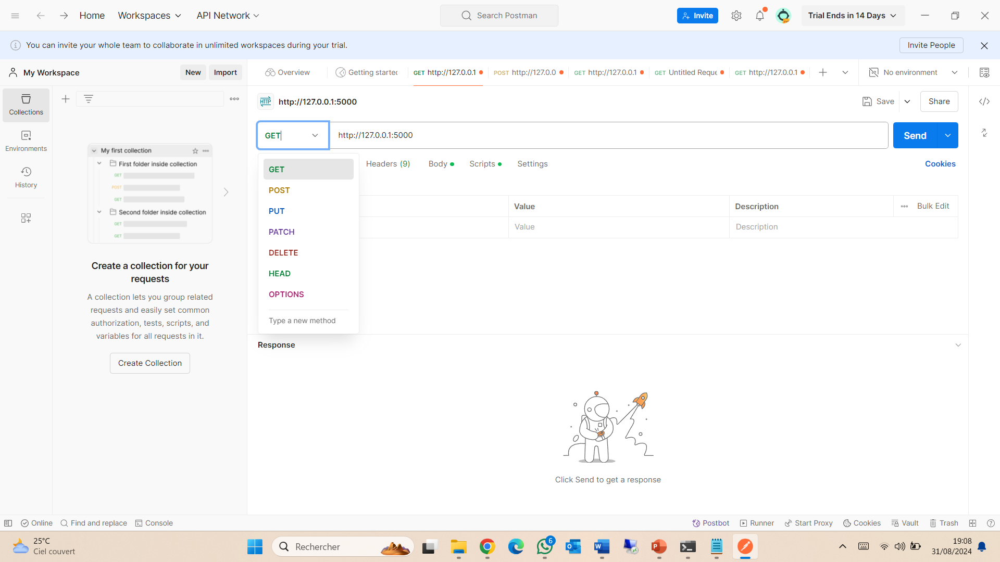 Home
Workspaces
API Network
Search Postman
Invite
Trial Ends in 14 Days
You can invite your whole team to collaborate in unlimited workspaces during your trial.
Invite People
My Workspace
New
Import
Overview
Getting started
GET http://127.0.0.1
POST http://127.0.0
GET http://127.0.0.1
GET Untitled Reque
GET http://127.0.0.1
No environment
Collections
Environments
History
HTTP http://127.0.0.1:5000
Save
Share
GET
http://127.0.0.1:5000
Send
Headers (9)
Body
Scripts
Settings
Cookies
GET
POST
PUT
PATCH
DELETE
HEAD
OPTIONS
Type a new method
Value
Description
Bulk Edit
Value
Description
My first collection
First folder inside collection
GET
POST
GET
Second folder inside collection
GET
GET
Create a collection for your
requests
A collection lets you group related
requests and easily set common
authorization, tests, scripts, and
variables for all requests in it.
Create Collection
Response
Click Send to get a response
Online
Find and replace
Console
Postbot
Runner
Start Proxy
Cookies
Vault
Trash
25°C
Ciel couvert
Rechercher
6
19:08
31/08/2024